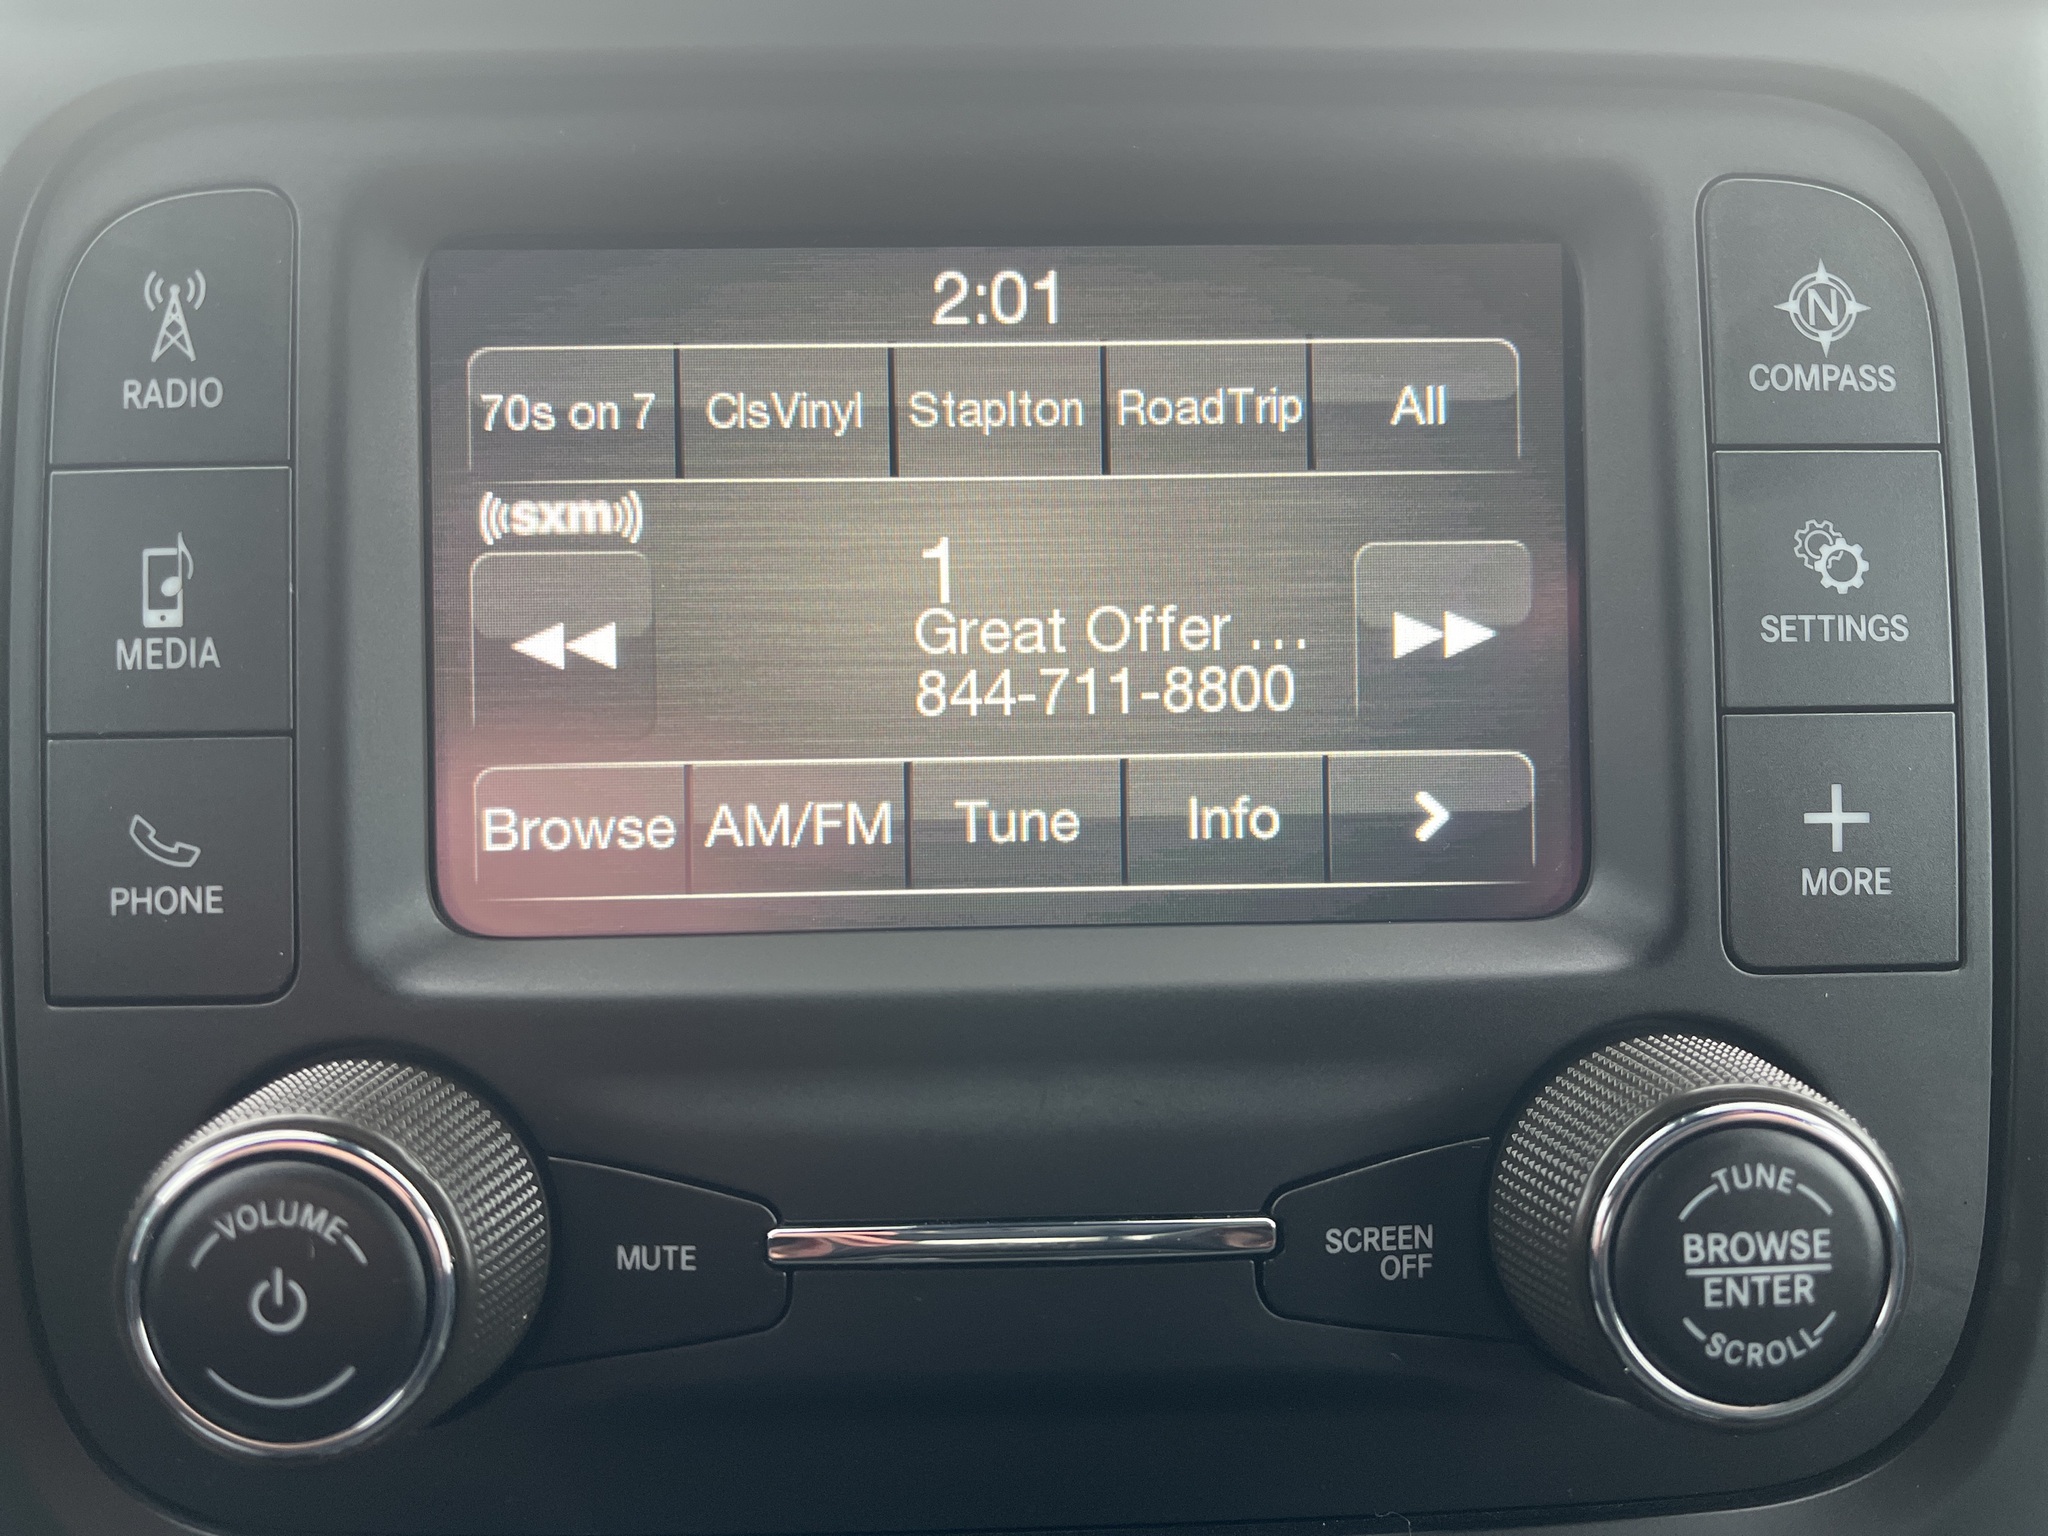 2:01
70s on 7 ClsVinyl Staplton RoadTrip All
sxm
1
Great Offer ...
844-711-8800
Browse AM/FM Tune Info >
RADIO
MEDIA
PHONE
N
COMPASS
SETTINGS
MORE
VOLUME
MUTE
SCREEN
OFF
TUNE
BROWSE
ENTER
SCROLL